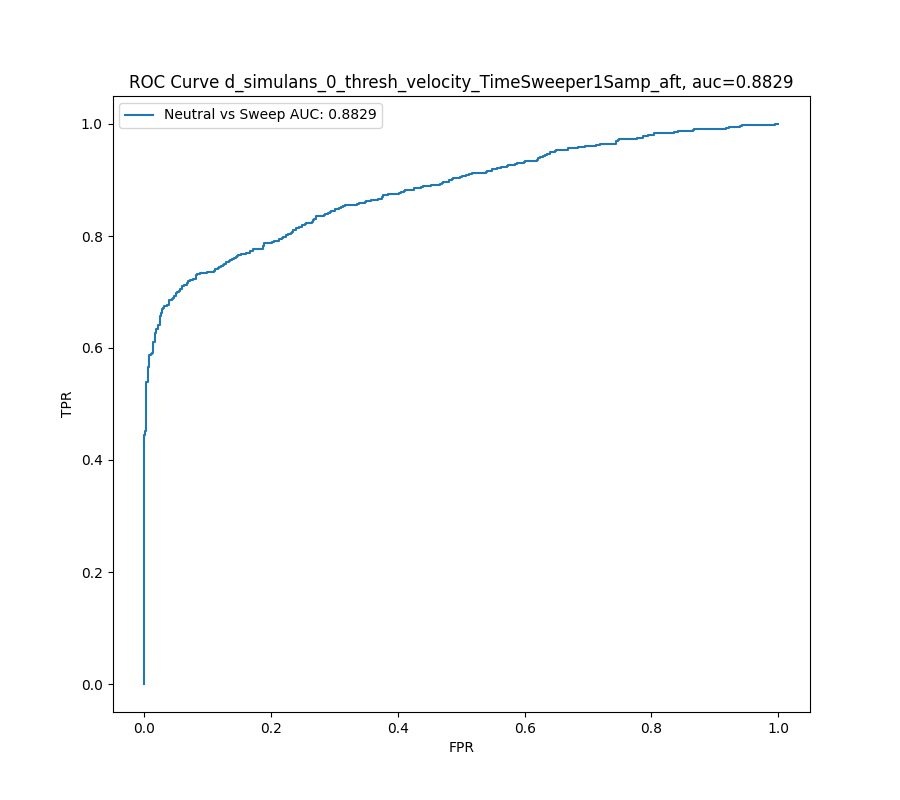 ROC Curve d_simulans_0_thresh_velocity_TimeSweeper1Samp_aft, auc=0.8829
Neutral vs Sweep AUC: 0.8829
1.0
0.8
0.6
0.4
0.2
0.0
TPR
0.0 0.2 0.4 0.6 0.8 1.0
FPR